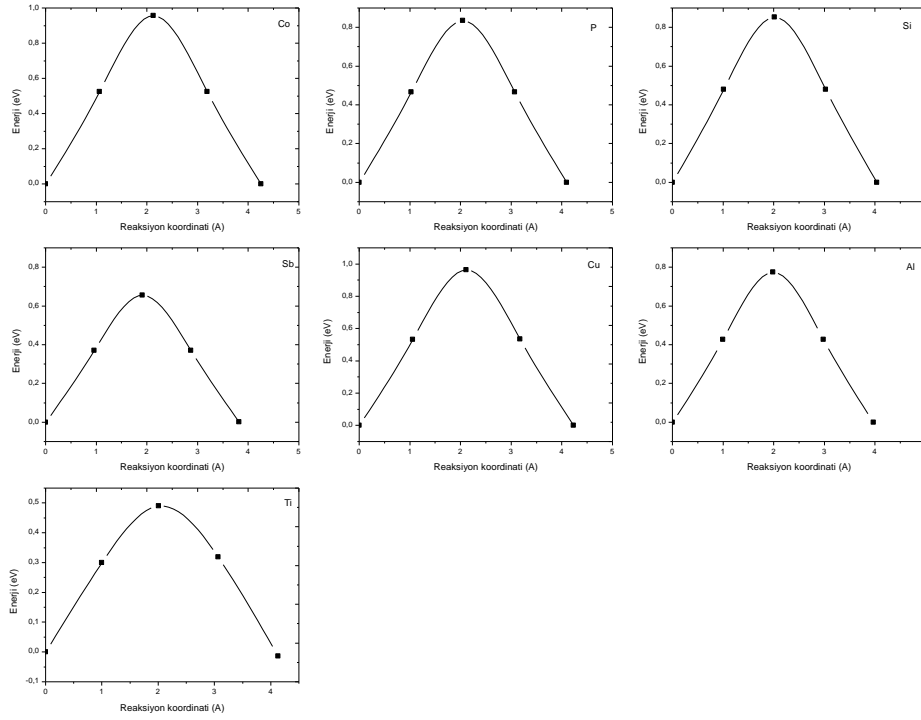 Co
Enerji (eV)
1,0
0,8
0,6
0,4
0,2
0,0
0 1 2 3 4 5
Reaksiyon koordinati (A)
P
Enerji (eV)
0,8
0,6
0,4
0,2
0,0
0 1 2 3 4 5
Reaksiyon koordinati (A)
Si
Enerji (eV)
0,8
0,6
0,4
0,2
0,0
0 1 2 3 4
Reaksiyon koordinati (A)
Sb
Enerji (eV)
0,8
0,6
0,4
0,2
0,0
0 1 2 3 4 5
Reaksiyon koordinati (A)
Cu
Enerji (eV)
1,0
0,8
0,6
0,4
0,2
0,0
0 1 2 3 4 5
Reaksiyon koordinati (A)
Al
Enerji (eV)
0,8
0,6
0,4
0,2
0,0
0 1 2 3 4
Reaksiyon koordinati (A)
Ti
Enerji (eV)
0,5
0,4
0,3
0,2
0,1
0,0
-0,1
0 1 2 3 4
Reaksiyon koordinati (A)